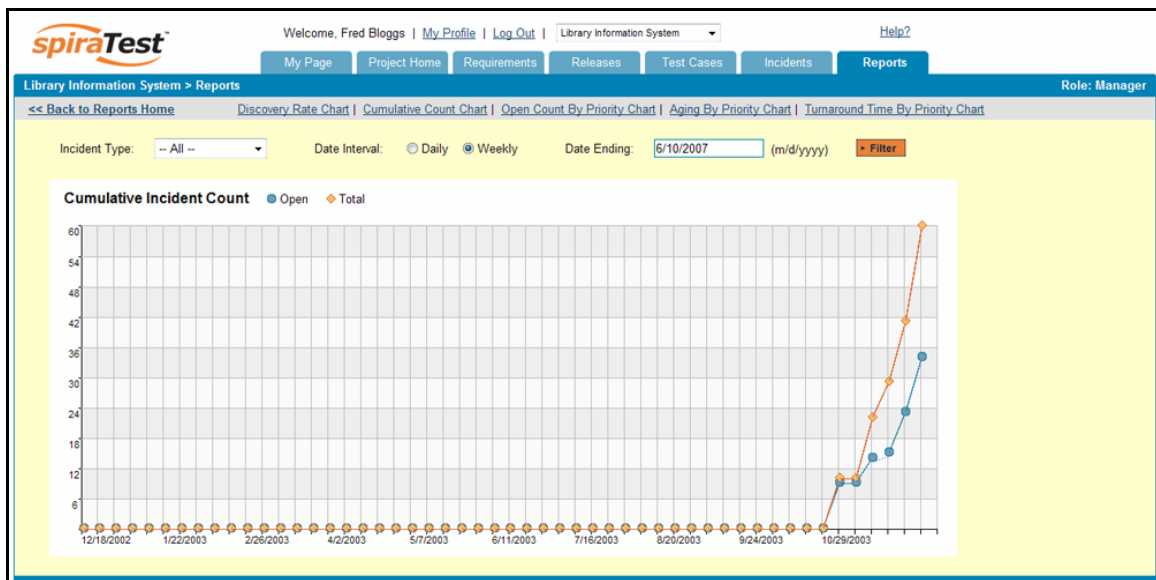 spiraTest™
Welcome, Fred Bloggs | My Profile | Log Out | Library Information System Help?
My Page Project Home Requirements Releases Test Cases Incidents Reports
Library Information System > Reports Role: Manager
<< Back to Reports Home Discovery Rate Chart | Cumulative Count Chart | Open Count By Priority Chart | Aging By Priority Chart | Turnaround Time By Priority Chart
Incident Type: -- All -- Date Interval: Daily Weekly Date Ending: 6/10/2007 (m/d/yyyy) Filter
Cumulative Incident Count Open Total
60
54
48
42
36
30
24
18
12
6
12/18/2002 1/22/2003 2/26/2003 4/2/2003 5/7/2003 6/11/2003 7/16/2003 8/20/2003 9/24/2003 10/29/2003